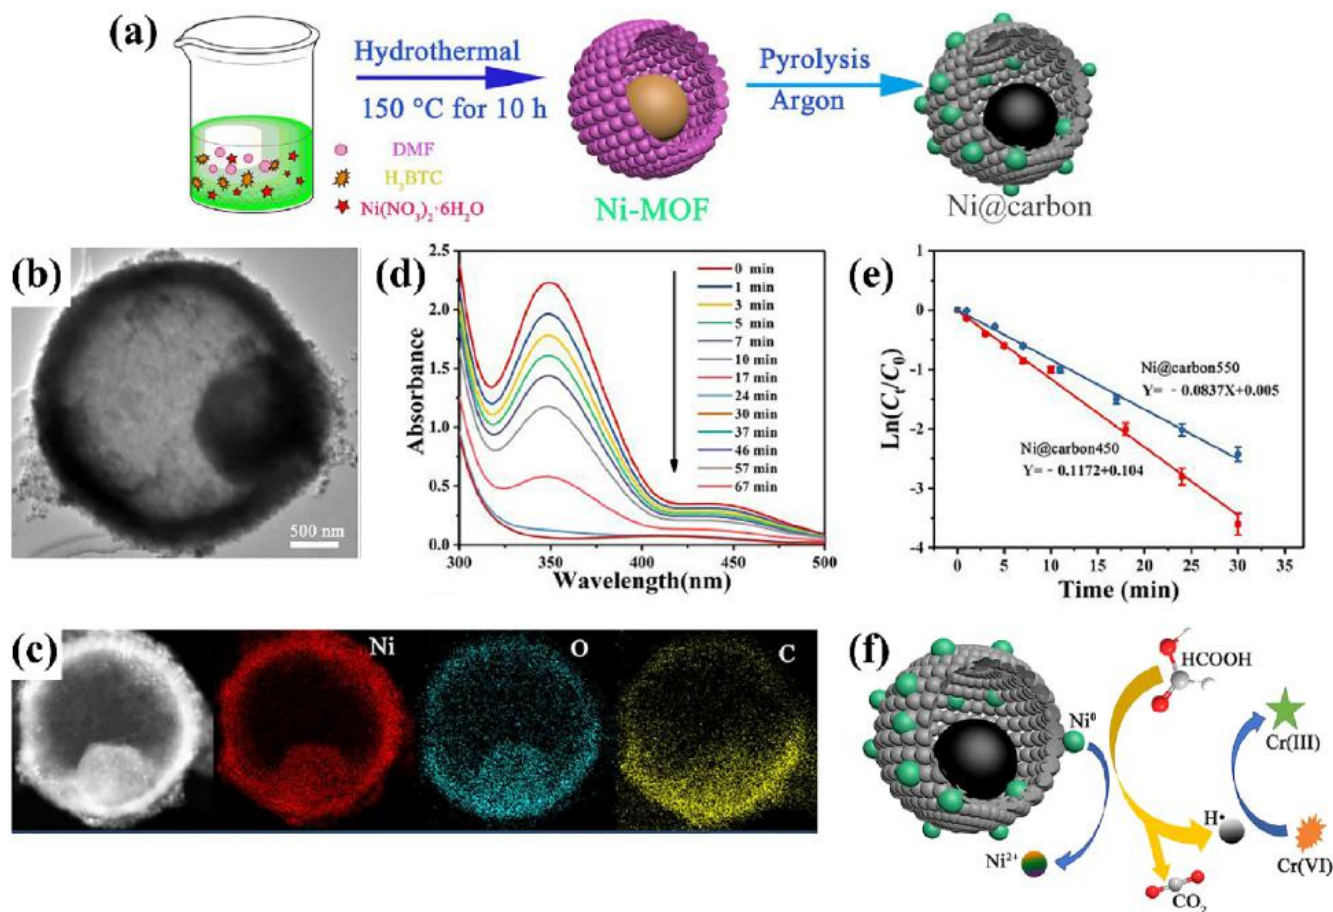 (a)
Hydrothermal
150 °C for 10 h
Pyrolysis
Argon
DMF
H₃BTC
Ni(NO₃)₂·6H₂O
Ni-MOF
Ni@carbon
(b)
500 nm
(d)
2.5
2.0
1.5
1.0
0.5
0.0
Absorbance
300
350
400
450
500
Wavelength(nm)
0 min
1 min
3 min
5 min
7 min
10 min
17 min
24 min
30 min
37 min
46 min
57 min
67 min
(e)
1
0
-1
-2
-3
-4
Ln(Cₜ/C₀)
0
5
10
15
20
25
30
35
Time (min)
Ni@carbon550
Y= - 0.0837X+0.005
Ni@carbon450
Y= - 0.1172+0.104
(c)
Ni
O
C
(f)
HCOOH
Ni⁰
Cr(III)
H•
Ni²⁺
CO₂
Cr(VI)